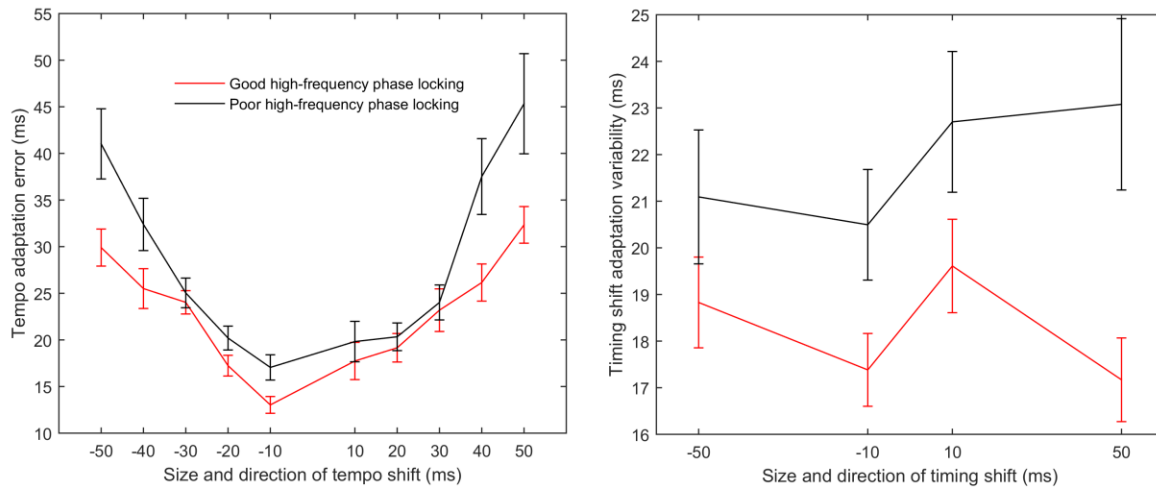 55
50
45
40
35
30
25
20
15
10
Tempo adaptation error (ms)
Good high-frequency phase locking
Poor high-frequency phase locking
-50 -40 -30 -20 -10 10 20 30 40 50
Size and direction of tempo shift (ms)
25
24
23
22
21
20
19
18
17
16
Timing shift adaptation variability (ms)
-50 -10 10 50
Size and direction of timing shift (ms)